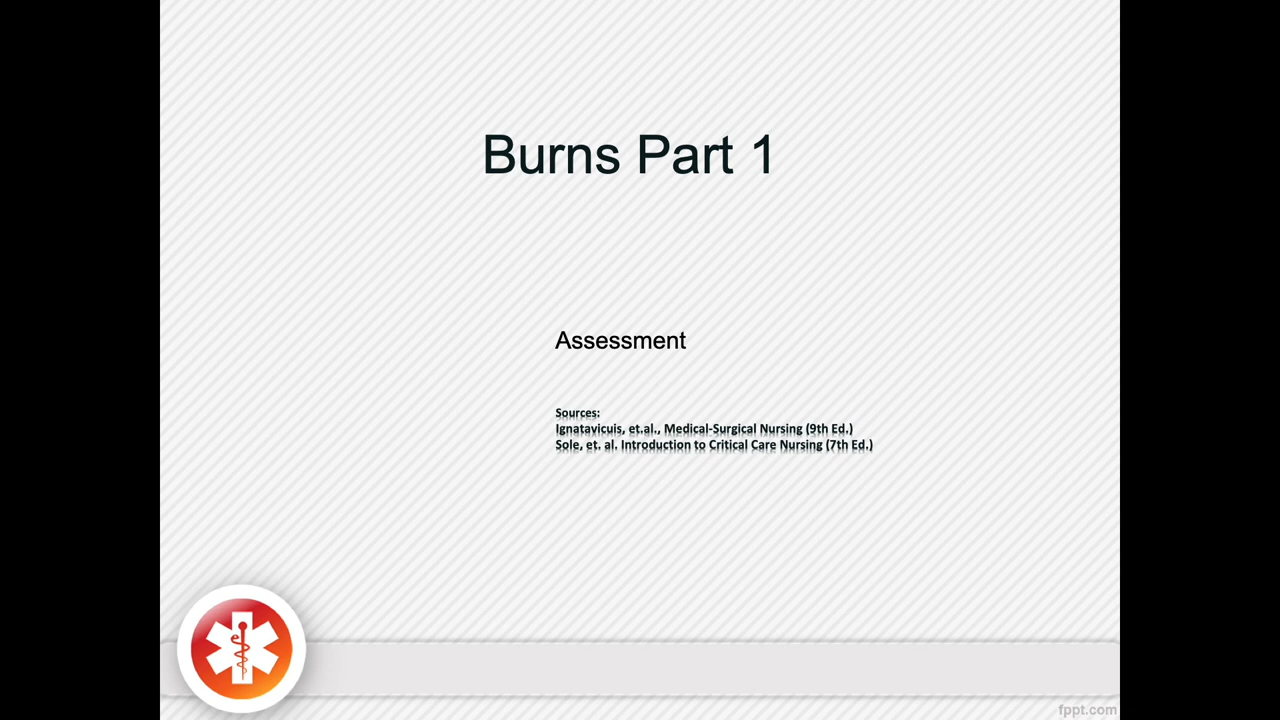 Burns Part 1
Assessment
Sources:
Ignatavicuis, et.al., Medical-Surgical Nursing (9th Ed.)
Sole, et. al. Introduction to Critical Care Nursing (7th Ed.)
fppt.com